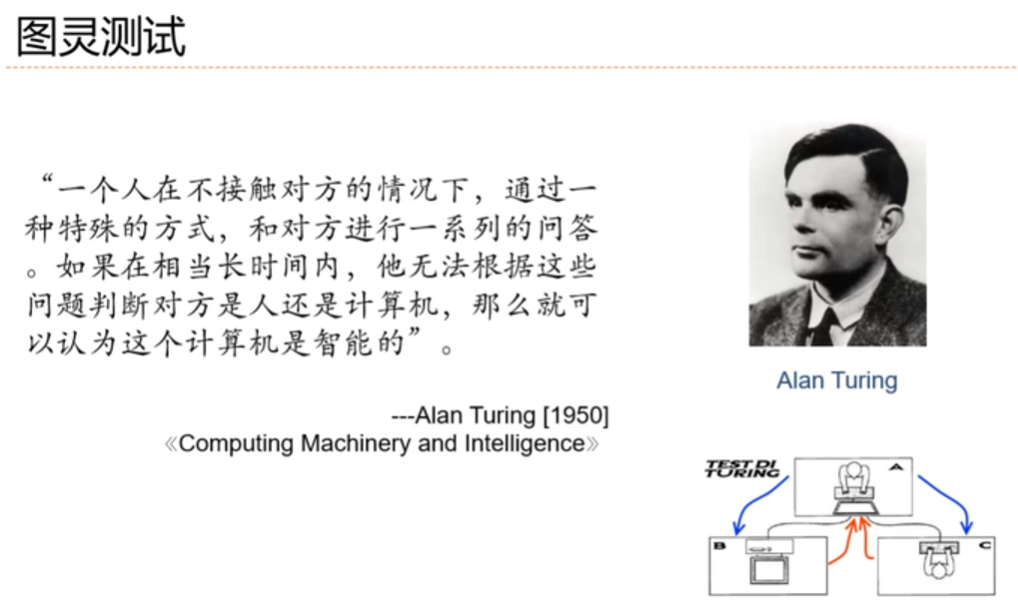 图灵测试
“一个人在不接触对方的情况下，通过一
种特殊的方式，和对方进行一系列的问答
。如果在相当长时间内，他无法根据这些
问题判断对方是人还是计算机，那么就可
以认为这个计算机是智能的”。
---Alan Turing [1950]
《Computing Machinery and Intelligence》
Alan Turing
TEST DI
TURING
A
B
C